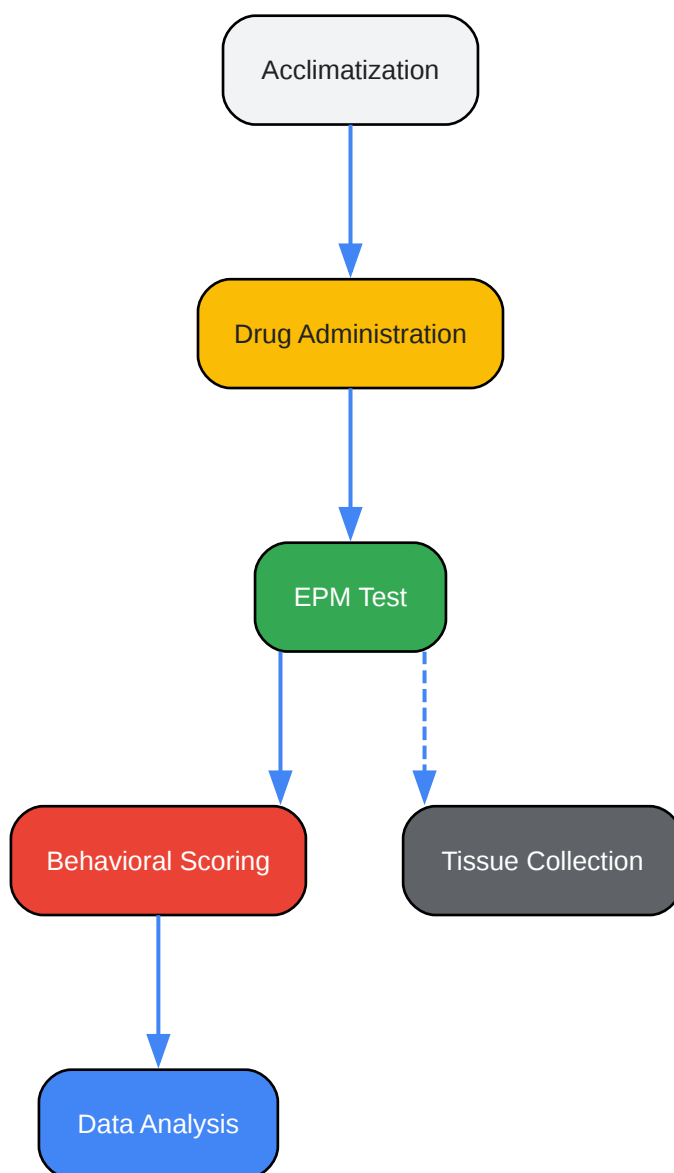 Acclimatization
Drug Administration
EPM Test
Behavioral Scoring
Tissue Collection
Data Analysis